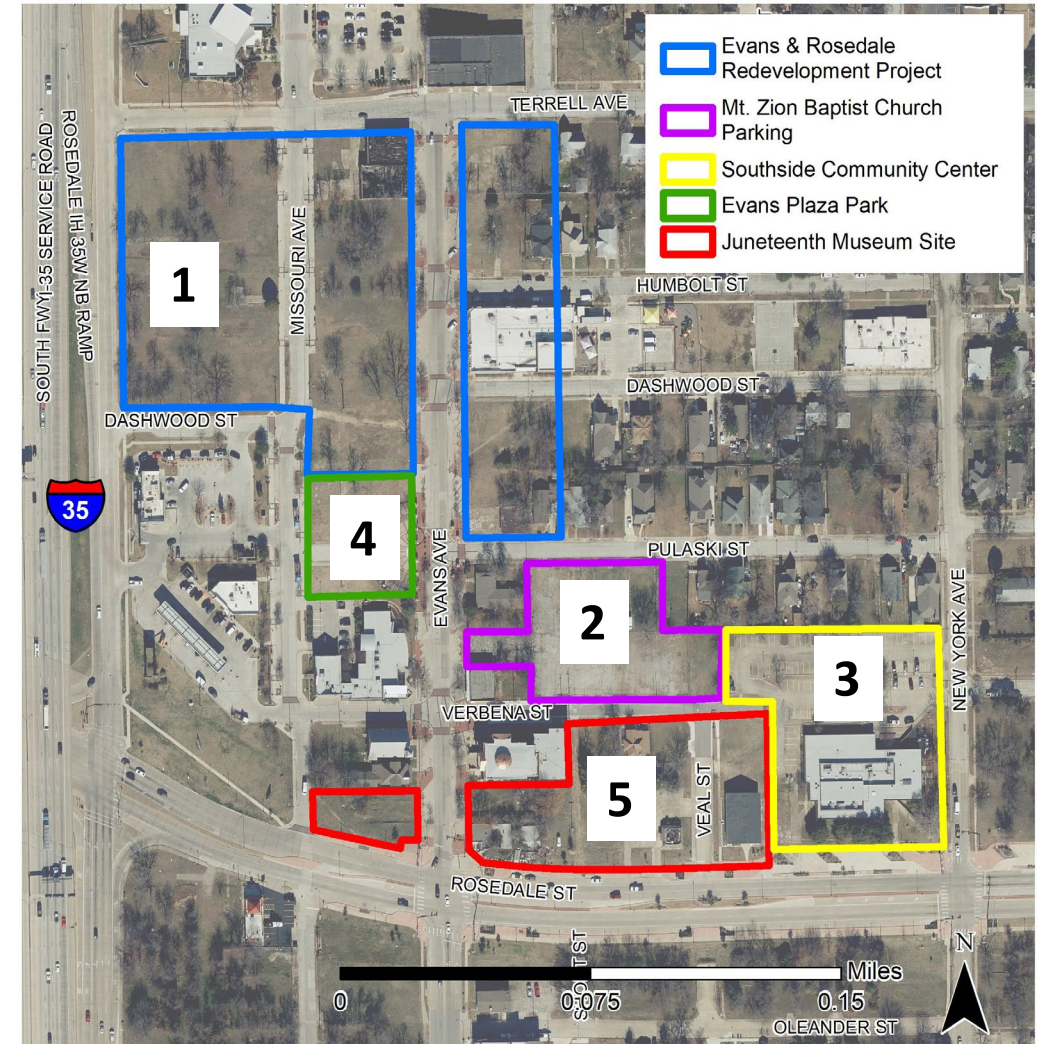 Evans & Rosedale
Redevelopment Project
Mt. Zion Baptist Church
Parking
Southside Community Center
Evans Plaza Park
Juneteenth Museum Site
TERRELL AVE
SOUTH FWY-I-35 SERVICE ROAD
ROSEDALE IH 35W NB RAMP
MISSOURI AVE
1
HUMBOLT ST
DASHWOOD ST
DASHWOOD ST
35
4
EVANS AVE
PULASKI ST
2
3
NEW YORK AVE
VERBENA ST
5
VEAL ST
ROSEDALE ST
N
Miles
0
0.075
0.15
OLEANDER ST